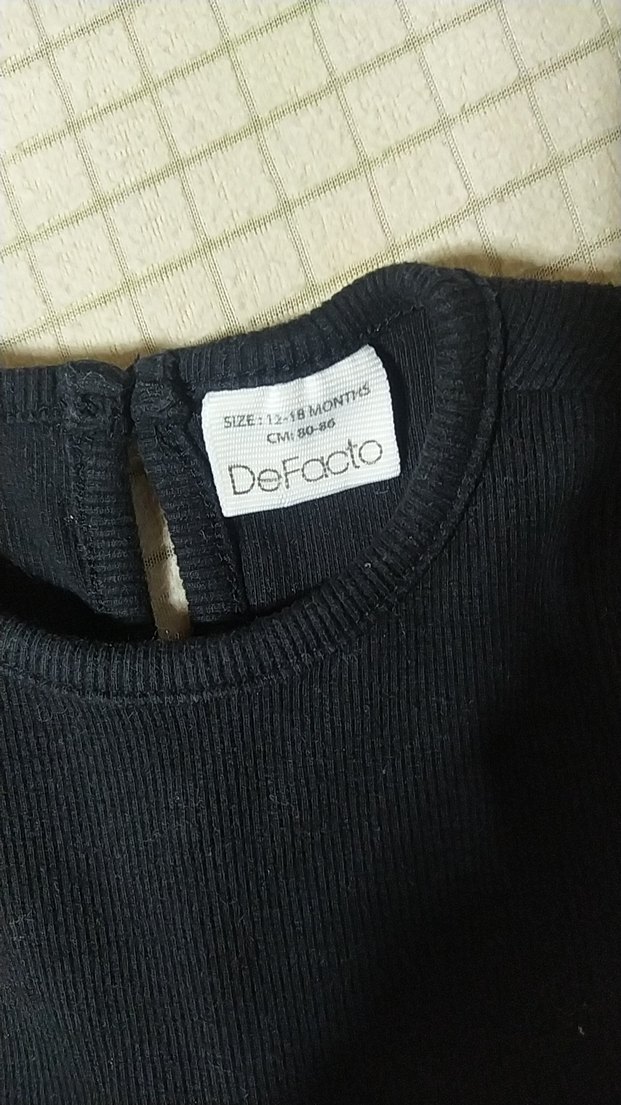 SIZE : 12-18 MONTHS
CM: 80-86
DeFacto